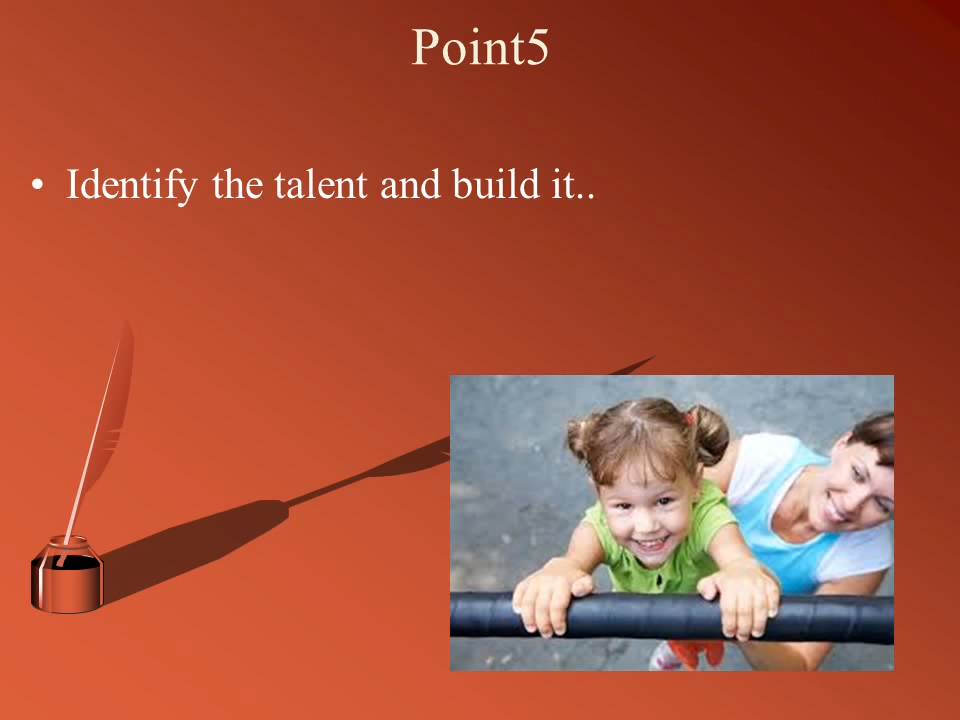 Point5
• Identify the talent and build it..